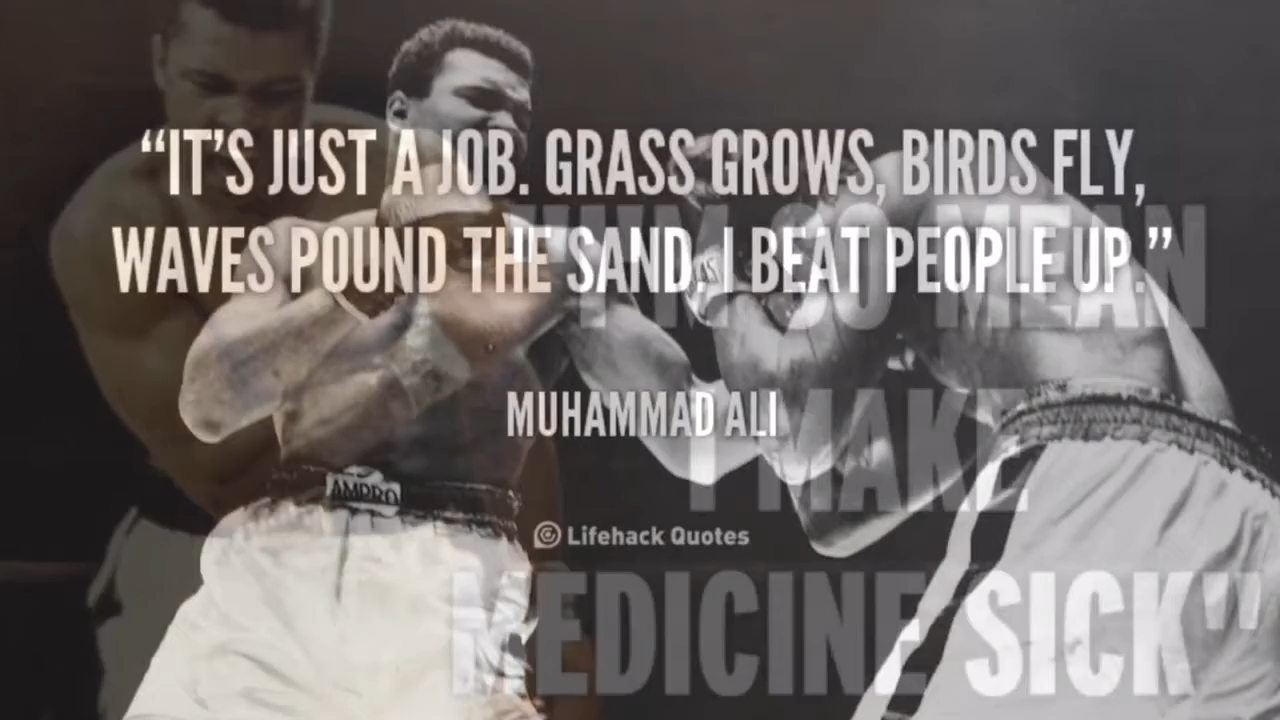 “IT’S JUST A JOB. GRASS GROWS, BIRDS FLY,
WAVES POUND THE SAND. I BEAT PEOPLE UP.”
MUHAMMAD ALI
Lifehack Quotes
"I'M SO MEAN
I MAKE
MEDICINE SICK"
AMPRO